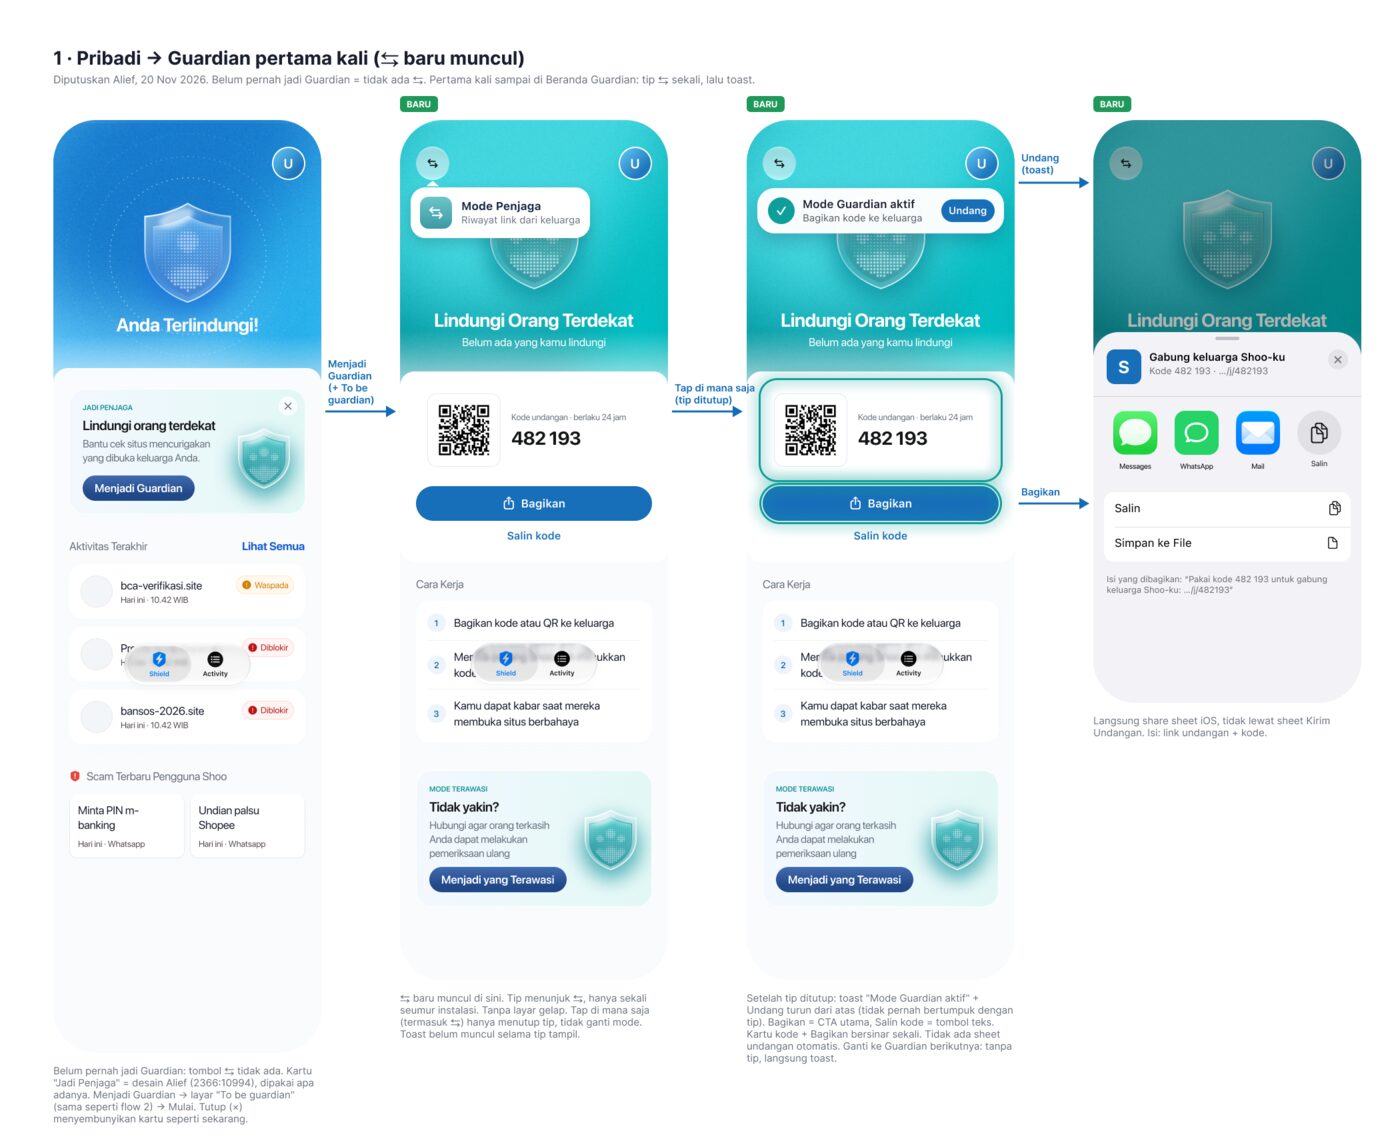 1 · Pribadi → Guardian pertama kali (⇆ baru muncul)
Diputuskan Alief, 20 Nov 2026. Belum pernah jadi Guardian = tidak ada ⇆. Pertama kali sampai di Beranda Guardian: tip ⇆ sekali, lalu toast.
U
Anda Terlindungi!
JADI PENJAGA
Lindungi orang terdekat
Bantu cek situs mencurigakan
yang dibuka keluarga Anda.
Menjadi Guardian
Aktivitas Terakhir
Lihat Semua
bca-verifikasi.site
Hari ini · 10.42 WIB
Waspada
Diblokir
Shield
Activity
bansos-2026.site
Hari ini · 10.42 WIB
Diblokir
Scam Terbaru Pengguna Shoo
Minta PIN m-
banking
Hari ini · Whatsapp
Undian palsu
Shopee
Hari ini · Whatsapp
Belum pernah jadi Guardian: tombol ⇆ tidak ada. Kartu
"Jadi Penjaga" = desain Alief (2366:10994), dipakai apa
adanya. Menjadi Guardian → layar "To be guardian"
(sama seperti flow 2) → Mulai. Tutup (×)
menyembunyikan kartu seperti sekarang.
Menjadi
Guardian
(+ To be
guardian)
BARU
U
Mode Penjaga
Riwayat link dari keluarga
Lindungi Orang Terdekat
Belum ada yang kamu lindungi
Kode undangan · berlaku 24 jam
482 193
Bagikan
Salin kode
Cara Kerja
1
Bagikan kode atau QR ke keluarga
2
Shield
Activity
3
Kamu dapat kabar saat mereka
membuka situs berbahaya
MODE TERAWASI
Tidak yakin?
Hubungi agar orang terkasih
Anda dapat melakukan
pemeriksaan ulang
Menjadi yang Terawasi
⇆ baru muncul di sini. Tip menunjuk ⇆, hanya sekali
seumur instalasi. Tanpa layar gelap. Tap di mana saja
(termasuk ⇆) hanya menutup tip, tidak ganti mode.
Toast belum muncul selama tip tampil.
Tap di mana saja
(tip ditutup)
BARU
U
Mode Guardian aktif
Bagikan kode ke keluarga
Undang
Lindungi Orang Terdekat
Belum ada yang kamu lindungi
Kode undangan · berlaku 24 jam
482 193
Bagikan
Salin kode
Cara Kerja
1
Bagikan kode atau QR ke keluarga
2
Shield
Activity
3
Kamu dapat kabar saat mereka
membuka situs berbahaya
MODE TERAWASI
Tidak yakin?
Hubungi agar orang terkasih
Anda dapat melakukan
pemeriksaan ulang
Menjadi yang Terawasi
Setelah tip ditutup: toast "Mode Guardian aktif" +
Undang turun dari atas (tidak pernah bertumpuk dengan
tip). Bagikan = CTA utama, Salin kode = tombol teks.
Kartu kode + Bagikan bersinar sekali. Tidak ada sheet
undangan otomatis. Ganti ke Guardian berikutnya: tanpa
tip, langsung toast.
Undang
(toast)
Bagikan
BARU
U
Lindungi Orang Terdekat
S
Gabung keluarga Shoo-ku
Kode 482 193 · .../j/482193
Messages
WhatsApp
Mail
Salin
Salin
Simpan ke File
Isi yang dibagikan: "Pakai kode 482 193 untuk gabung
keluarga Shoo-ku: .../j/482193"
Langsung share sheet iOS, tidak lewat sheet Kirim
Undangan. Isi: link undangan + kode.